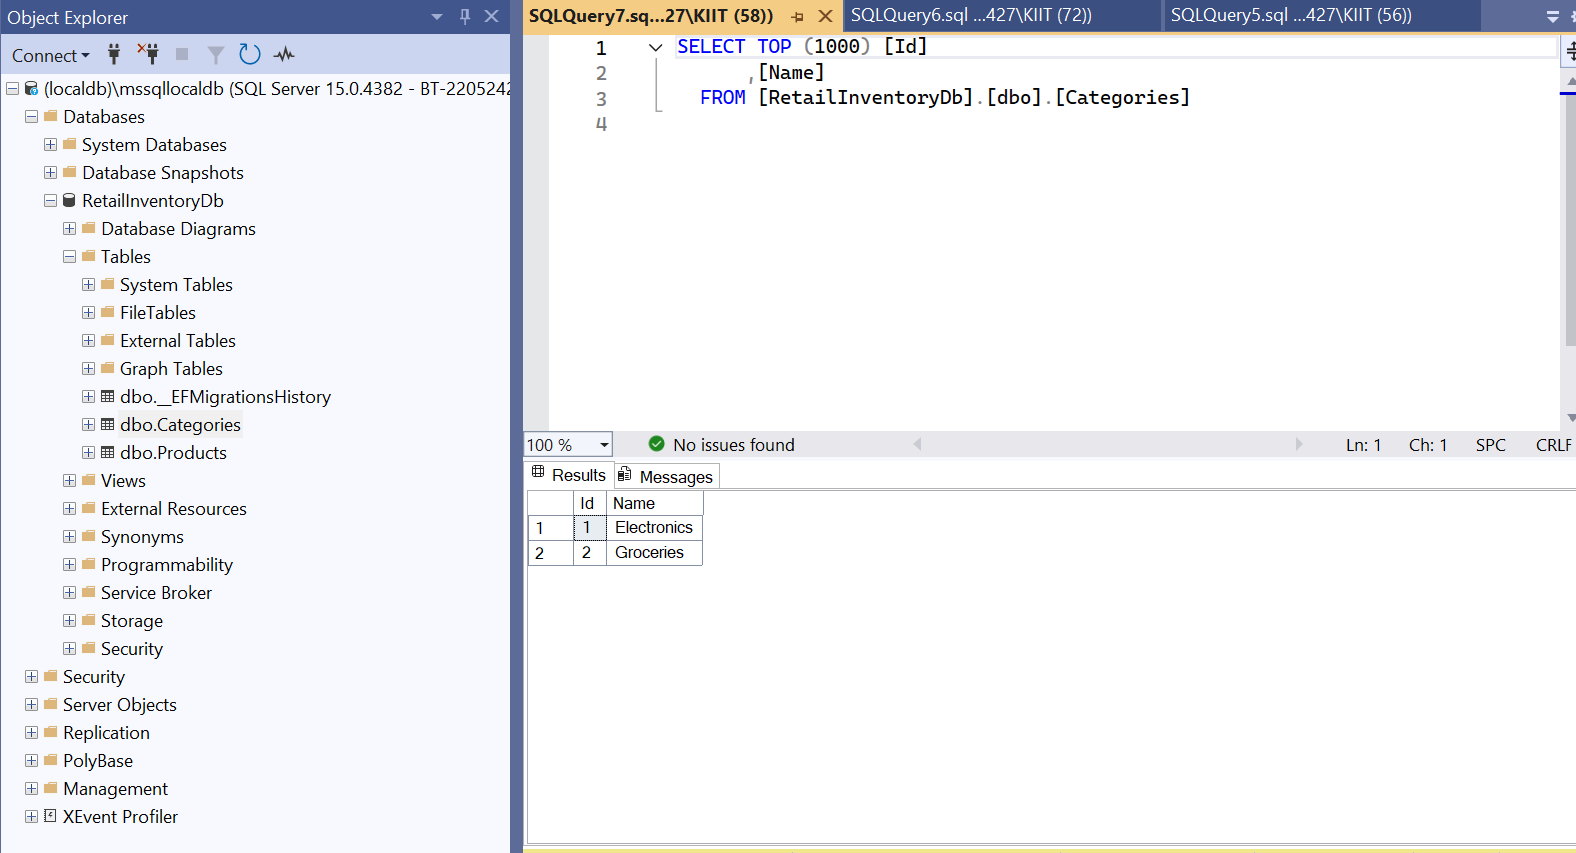 Object Explorer
Connect
(localdb)\mssqllocaldb (SQL Server 15.0.4382 - BT-2205242
Databases
System Databases
Database Snapshots
RetailInventoryDb
Database Diagrams
Tables
System Tables
FileTables
External Tables
Graph Tables
dbo.__EFMigrationsHistory
dbo.Categories
dbo.Products
Views
External Resources
Synonyms
Programmability
Service Broker
Storage
Security
Security
Server Objects
Replication
PolyBase
Management
XEvent Profiler
SQLQuery7.sq...27\KIIT (58)) SQLQuery6.sql ...427\KIIT (72)) SQLQuery5.sql ...427\KIIT (56))
1 SELECT TOP (1000) [Id]
2 ,[Name]
3 FROM [RetailInventoryDb].[dbo].[Categories]
4
100 % No issues found Ln: 1 Ch: 1 SPC CRLF
Results Messages
Id Name
1 1 Electronics
2 2 Groceries